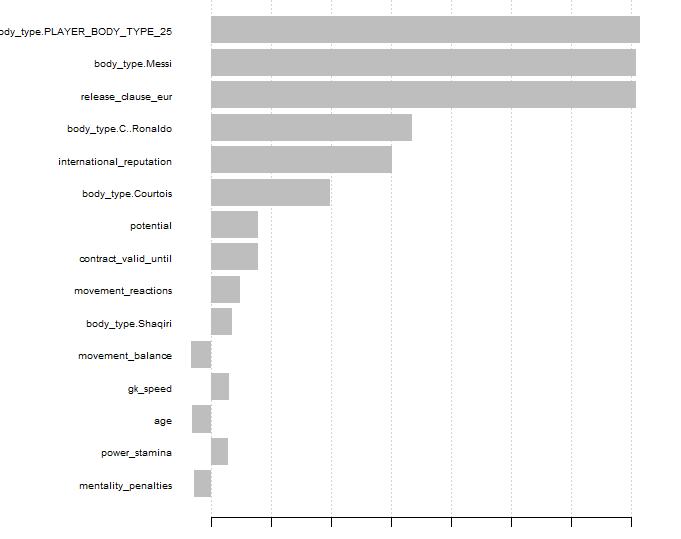 ody_type.PLAYER_BODY_TYPE_25
body_type.Messi
release_clause_eur
body_type.C..Ronaldo
international_reputation
body_type.Courtois
potential
contract_valid_until
movement_reactions
body_type.Shaqiri
movement_balance
gk_speed
age
power_stamina
mentality_penalties